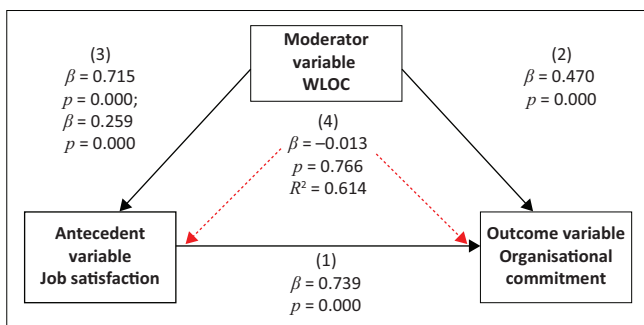 (3)
β = 0.715
p = 0.000;
β = 0.259
p = 0.000
Moderator
variable
WLOC
(2)
β = 0.470
p = 0.000
(4)
β = –0.013
p = 0.766
R² = 0.614
Antecedent
variable
Job satisfaction
(1)
β = 0.739
p = 0.000
Outcome variable
Organisational
commitment